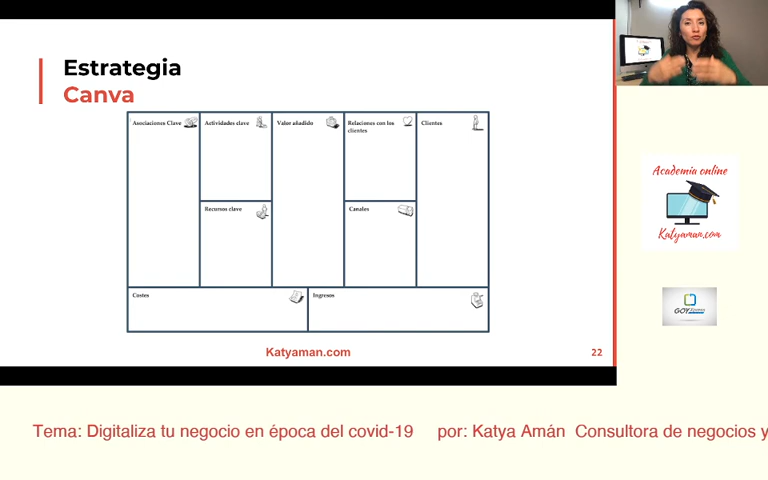 Estrategia
Canva
Asociaciones Clave
Actividades clave
Valor añadido
Relaciones con los
clientes
Clientes
Recursos clave
Canales
Costes
Ingresos
Katyaman.com
22
Academia online
Katyaman.com
GOY
Tema: Digitaliza tu negocio en época del covid-19 por: Katya Amán Consultora de negocios y